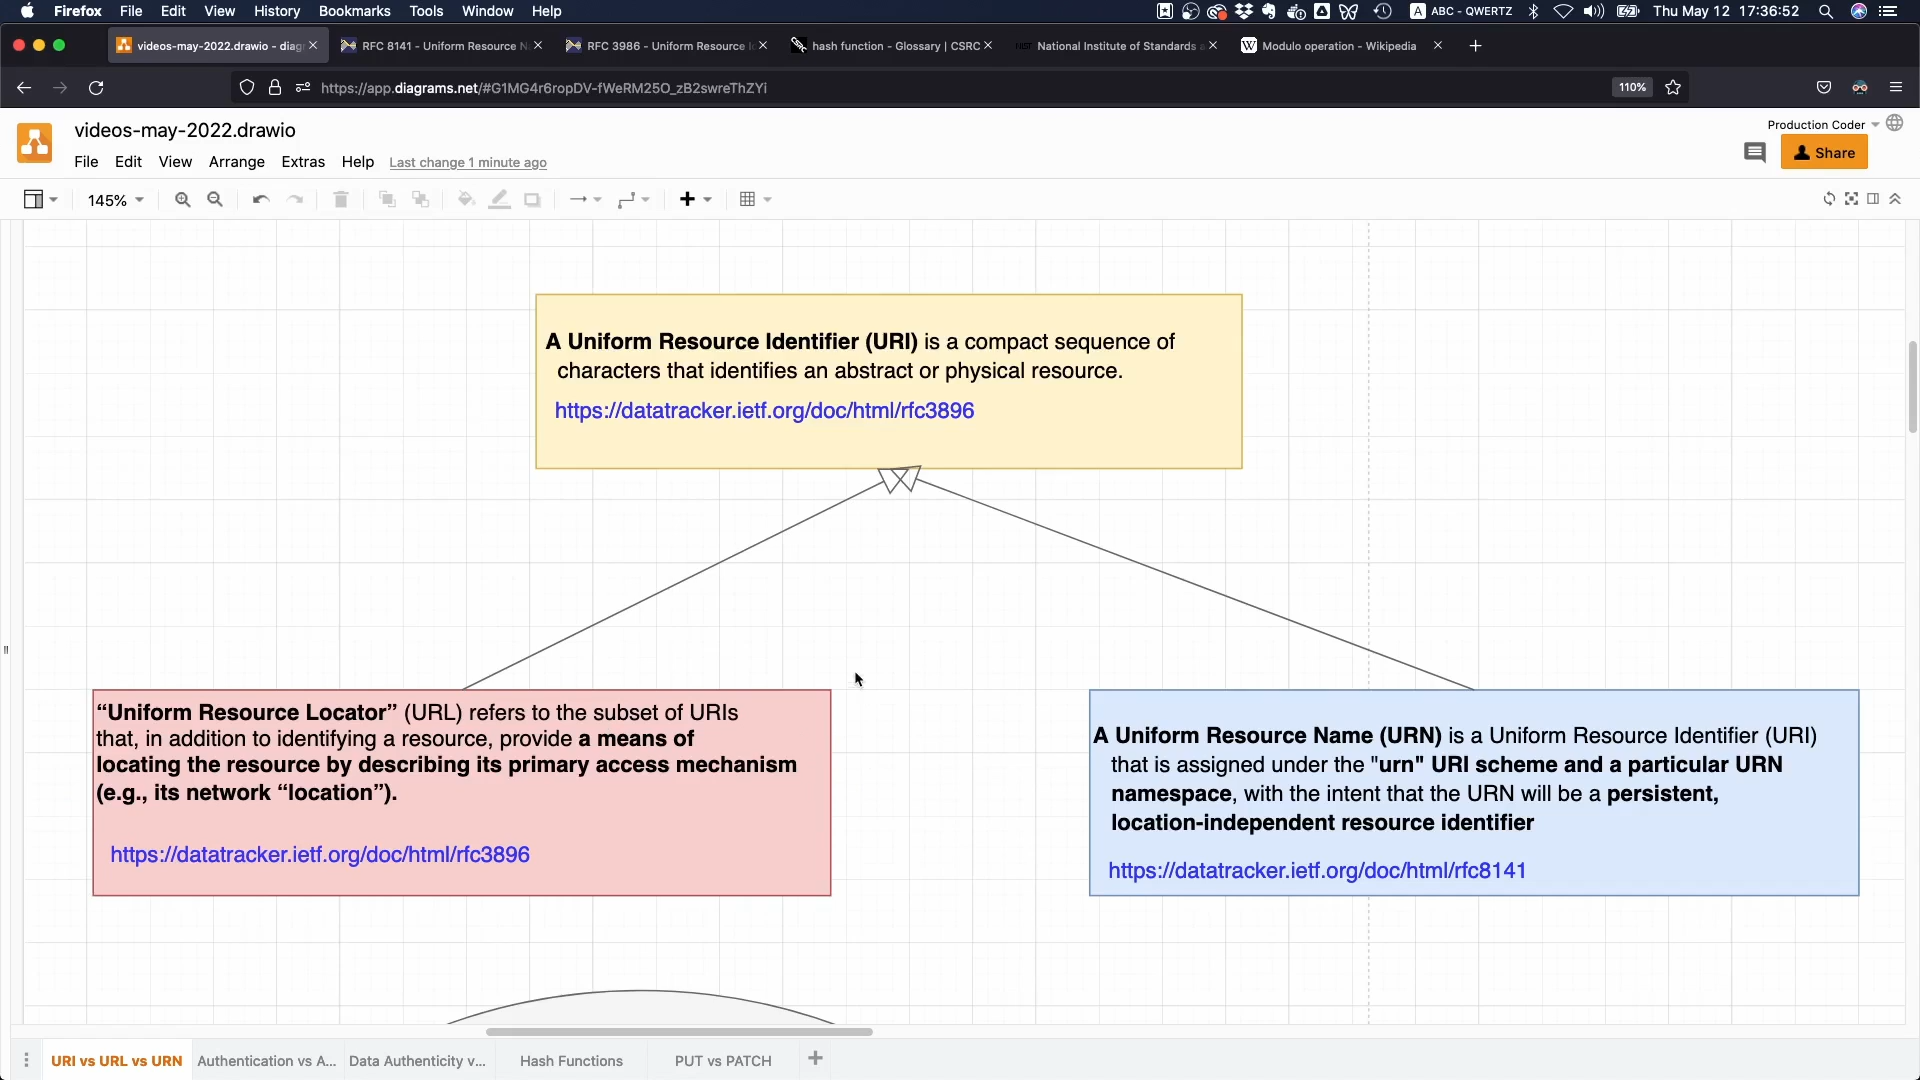 Firefox File Edit View History Bookmarks Tools Window Help
A ABC - QWERTZ Thu May 12 17:36:52
videos-may-2022.drawio - diag
RFC 8141 - Uniform Resource N
RFC 3986 - Uniform Resource I
hash function - Glossary | CSRC
National Institute of Standards a
W Modulo operation - Wikipedia
https://app.diagrams.net/#G1MG4r6ropDV-fWeRM25O_zB2swreThZYi
110%
videos-may-2022.drawio
Production Coder
File Edit View Arrange Extras Help Last change 1 minute ago
Share
145%
A Uniform Resource Identifier (URI) is a compact sequence of
characters that identifies an abstract or physical resource.
https://datatracker.ietf.org/doc/html/rfc3896
“Uniform Resource Locator” (URL) refers to the subset of URIs
that, in addition to identifying a resource, provide a means of
locating the resource by describing its primary access mechanism
(e.g., its network “location”).
https://datatracker.ietf.org/doc/html/rfc3896
A Uniform Resource Name (URN) is a Uniform Resource Identifier (URI)
that is assigned under the "urn" URI scheme and a particular URN
namespace, with the intent that the URN will be a persistent,
location-independent resource identifier
https://datatracker.ietf.org/doc/html/rfc8141
URI vs URL vs URN
Authentication vs A...
Data Authenticity v...
Hash Functions
PUT vs PATCH